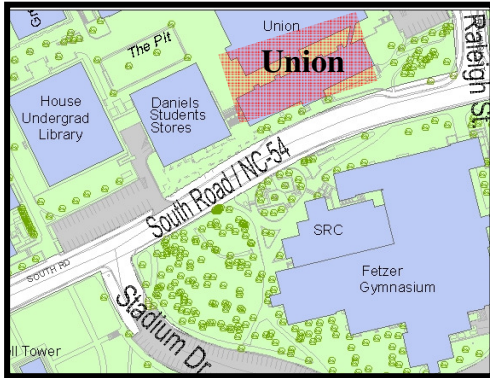 Union
The Pit
Union
Raleigh St.
House
Undergrad
Library
Daniels
Students
Stores
South Road / NC-54
SRC
Fetzer
Gymnasium
SOUTH RD
Stadium Dr
ell Tower